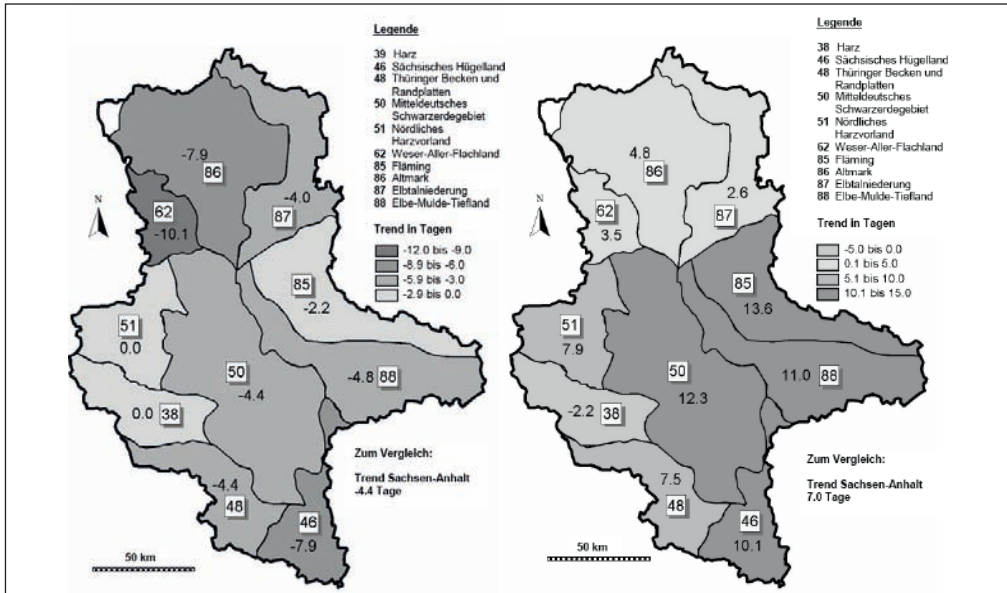 Legende
39 Harz
46 Sächsisches Hügelland
48 Thüringer Becken und
Randplatten
50 Mitteldeutsches
Schwarzerdegebiet
51 Nördliches
Harzvorland
62 Weser-Aller-Flachland
85 Fläming
86 Altmark
87 Elbtalniederung
88 Elbe-Mulde-Tiefland
Trend in Tagen
-12.0 bis -9.0
-8.9 bis -6.0
-5.9 bis -3.0
-2.9 bis 0.0
N
-7.9
86
-4.0
87
62
-10.1
85
-2.2
51
0.0
50
-4.4
-4.8 88
0.0 38
-4.4
48
46
-7.9
Zum Vergleich:
Trend Sachsen-Anhalt
-4.4 Tage
50 km
Legende
38 Harz
46 Sächsisches Hügelland
48 Thüringer Becken und
Randplatten
50 Mitteldeutsches
Schwarzerdegebiet
51 Nördliches
Harzvorland
62 Weser-Aller-Flachland
85 Fläming
86 Altmark
87 Elbtalniederung
88 Elbe-Mulde-Tiefland
Trend in Tagen
-5.0 bis 0.0
0.1 bis 5.0
5.1 bis 10.0
10.1 bis 15.0
N
4.8
86
2.6
87
62
3.5
85
13.6
51
7.9
50
12.3
11.0 88
-2.2 38
7.5
48
46
10.1
Zum Vergleich:
Trend Sachsen-Anhalt
7.0 Tage
50 km